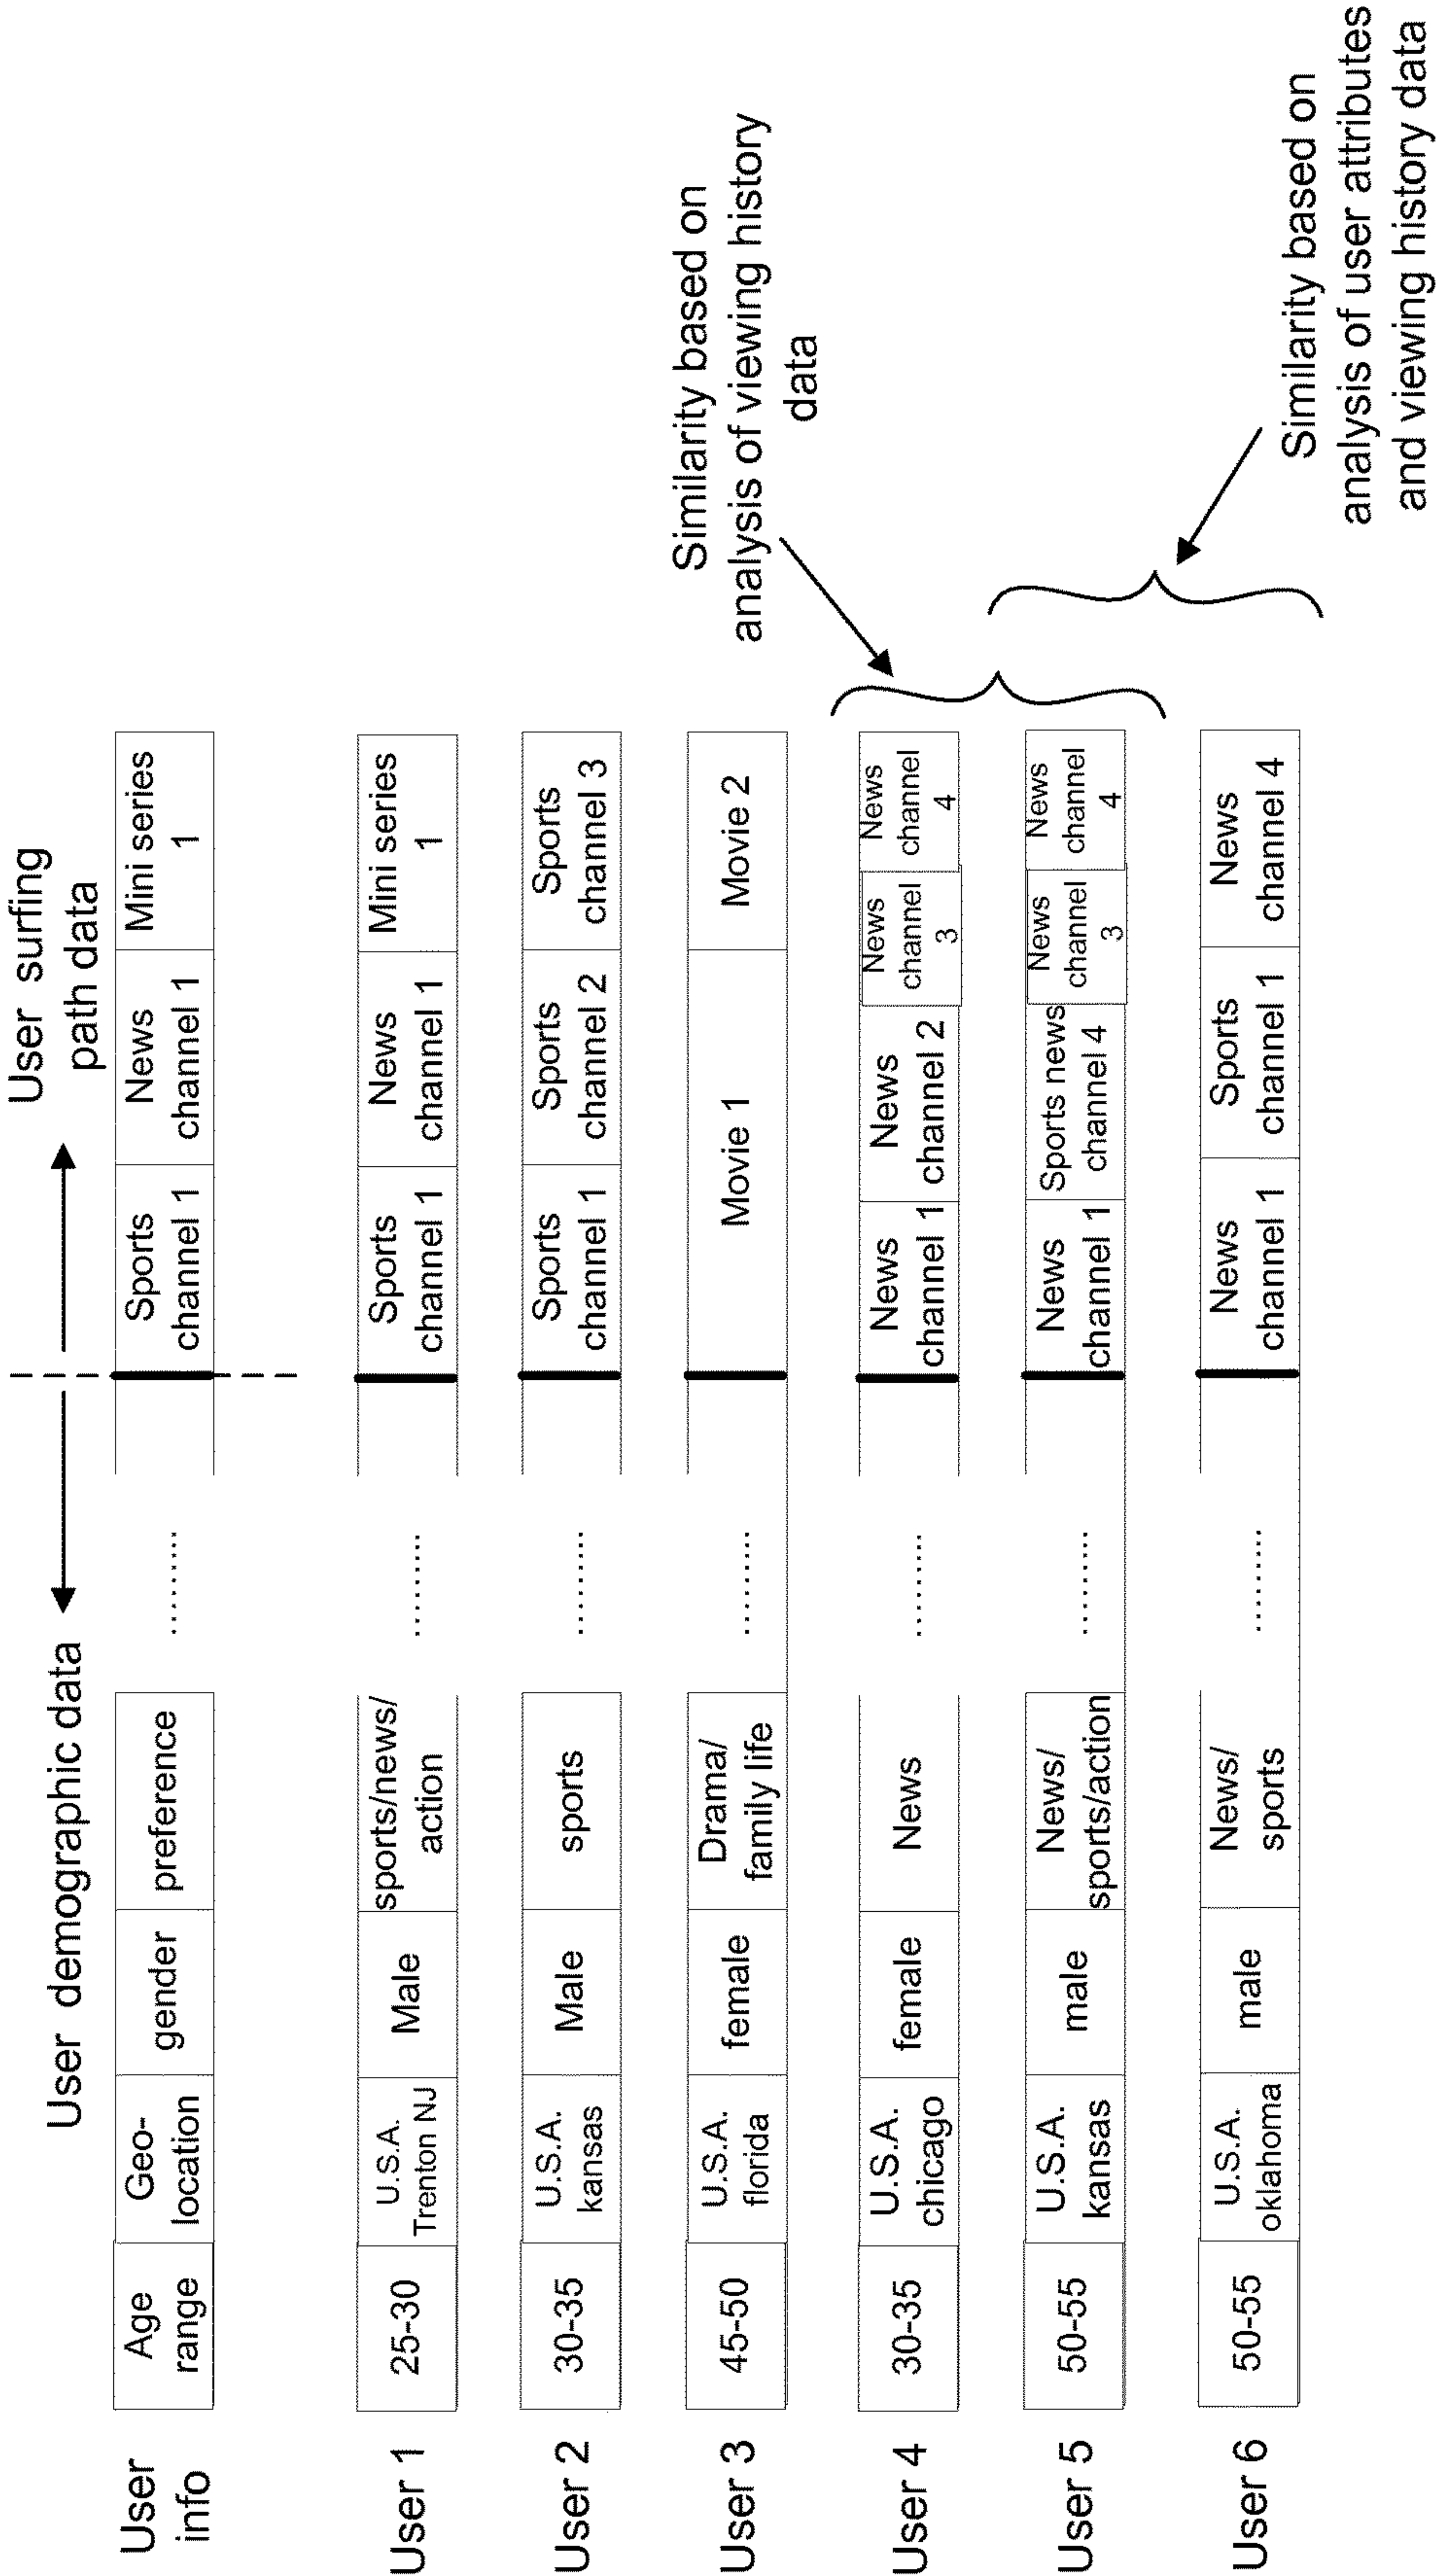 User surfing
path data
User demographic data
User
info
Age
range
Geo-
location
gender
preference
.........
Sports
channel 1
News
channel 1
Mini series
1
User 1
25-30
U.S.A.
Trenton NJ
Male
sports/news/
action
.........
Sports
channel 1
News
channel 1
Mini series
1
User 2
30-35
U.S.A.
kansas
Male
sports
.........
Sports
channel 1
Sports
channel 2
Sports
channel 3
User 3
45-50
U.S.A.
florida
female
Drama/
family life
.........
Movie 1
Movie 2
Similarity based on
analysis of viewing history
data
User 4
30-35
U.S.A.
chicago
female
News
.........
News
channel 1
News
channel 2
News
channel
3
News
channel
4
User 5
50-55
U.S.A.
kansas
male
News/
sports/action
.........
News
channel 1
Sports news
channel 4
News
channel
3
News
channel
4
User 6
50-55
U.S.A.
oklahoma
male
News/
sports
.........
News
channel 1
Sports
channel 1
News
channel 4
Similarity based on
analysis of user attributes
and viewing history data